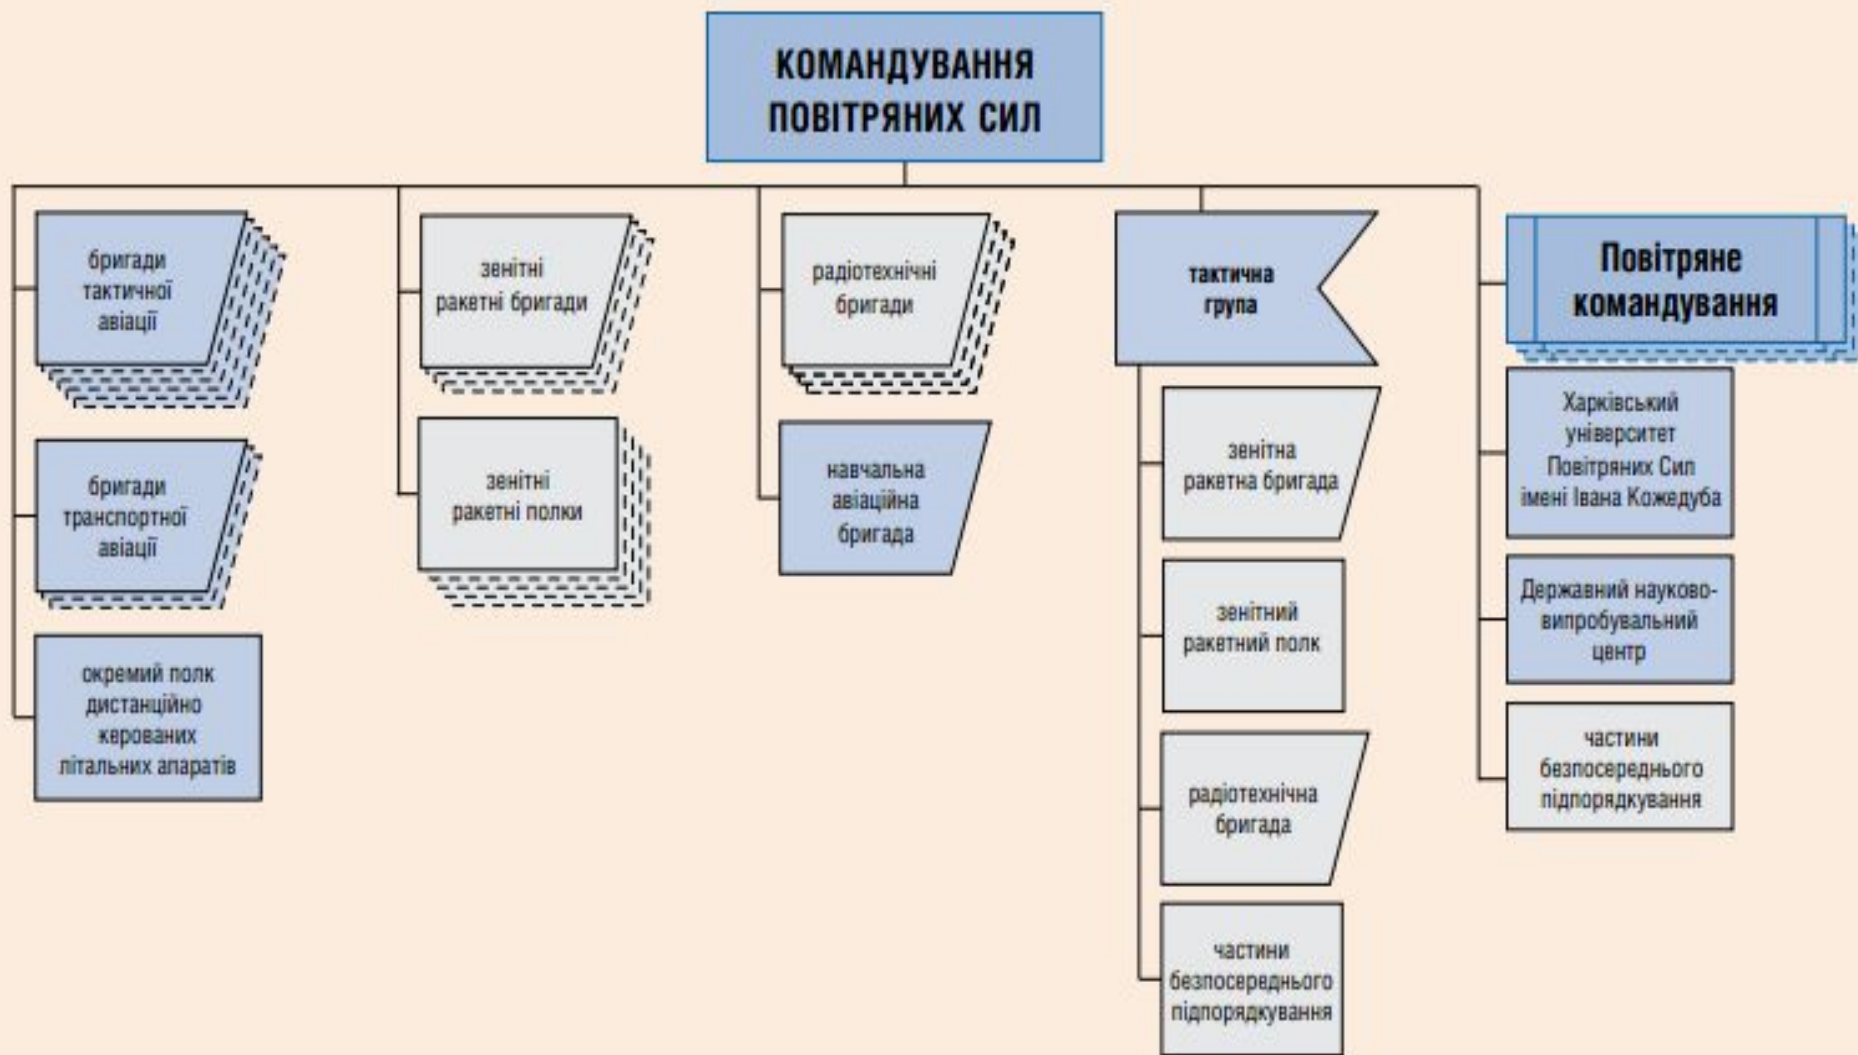 КОМАНДУВАННЯ
ПОВІТРЯНИХ СИЛ
бригади
тактичної
авіації
бригади
транспортної
авіації
окремий полк
дистанційно
керованих
літальних апаратів
зенітні
ракетні бригади
зенітні
ракетні полки
радіотехнічні
бригади
навчальна
авіаційна
бригада
тактична
група
зенітна
ракетна бригада
зенітний
ракетний полк
радіотехнічна
бригада
частини
безпосереднього
підпорядкування
Повітряне
командування
Харківський
університет
Повітряних Сил
імені Івана Кожедуба
Державний науково-
випробувальний
центр
частини
безпосереднього
підпорядкування